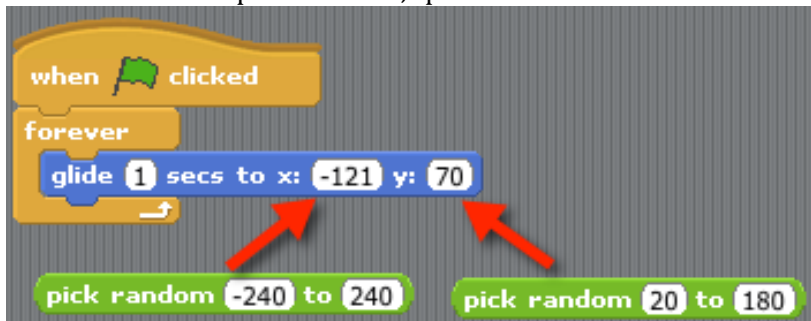 when clicked
forever
glide 1 secs to x: -121 y: 70
pick random -240 to 240
pick random 20 to 180